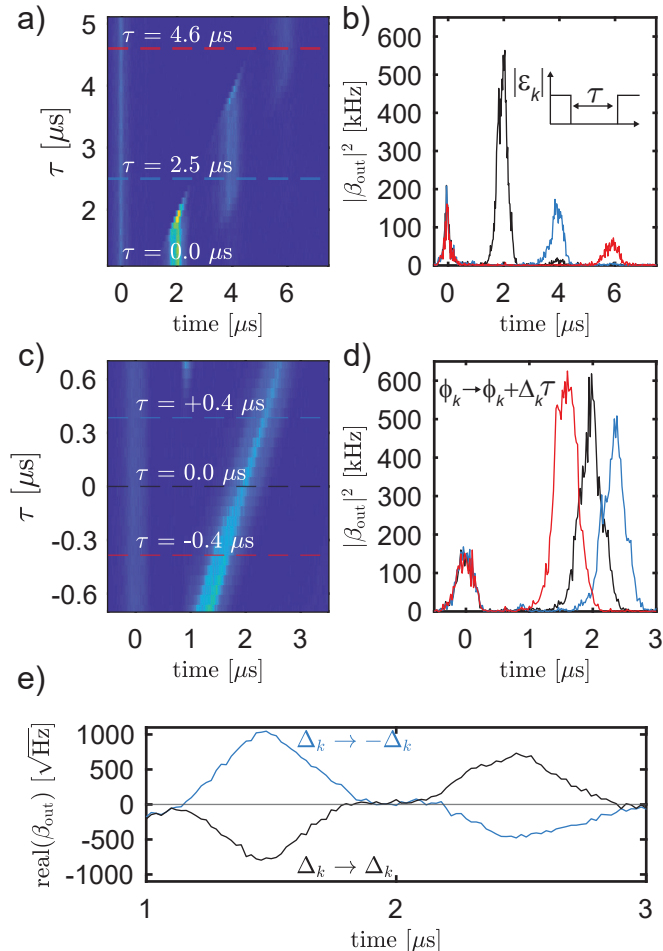 a)
τ = 4.6 μs
τ = 2.5 μs
τ = 0.0 μs
4
3
2
τ [μs]
0 2 4 6
time [μs]
b)
600
500
400
300
200
100
0
|β_out|² [kHz]
|ε_k|
τ
0 2 4 6
time [μs]
c)
τ = +0.4 μs
τ = 0.0 μs
τ = -0.4 μs
0.6
0.3
0
-0.3
-0.6
τ [μs]
0 1 2 3
time [μs]
d)
ϕ_k→ϕ_k+Δ_kτ
600
500
400
300
200
100
0
|β_out|² [kHz]
0 1 2 3
time [μs]
e)
1000
500
0
-500
-1000
real(β_out) [√Hz]
Δ_k → −Δ_k
Δ_k → Δ_k
1 2 3
time [μs]